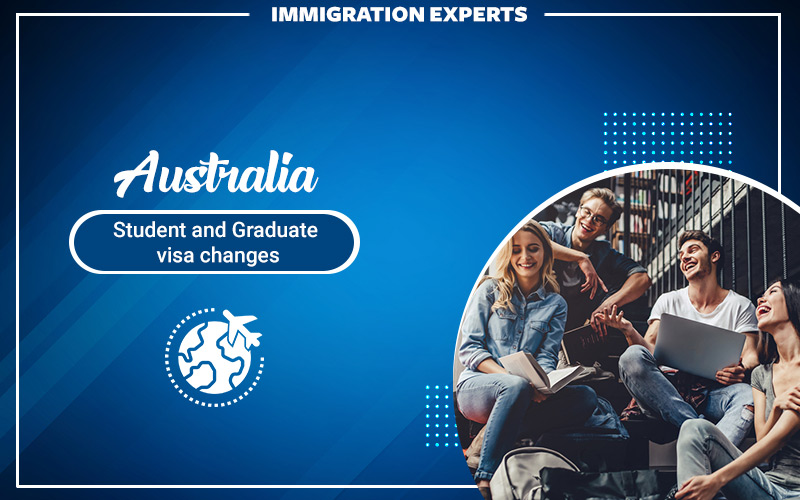 IMMIGRATION EXPERTS
Australia
Student and Graduate
visa changes